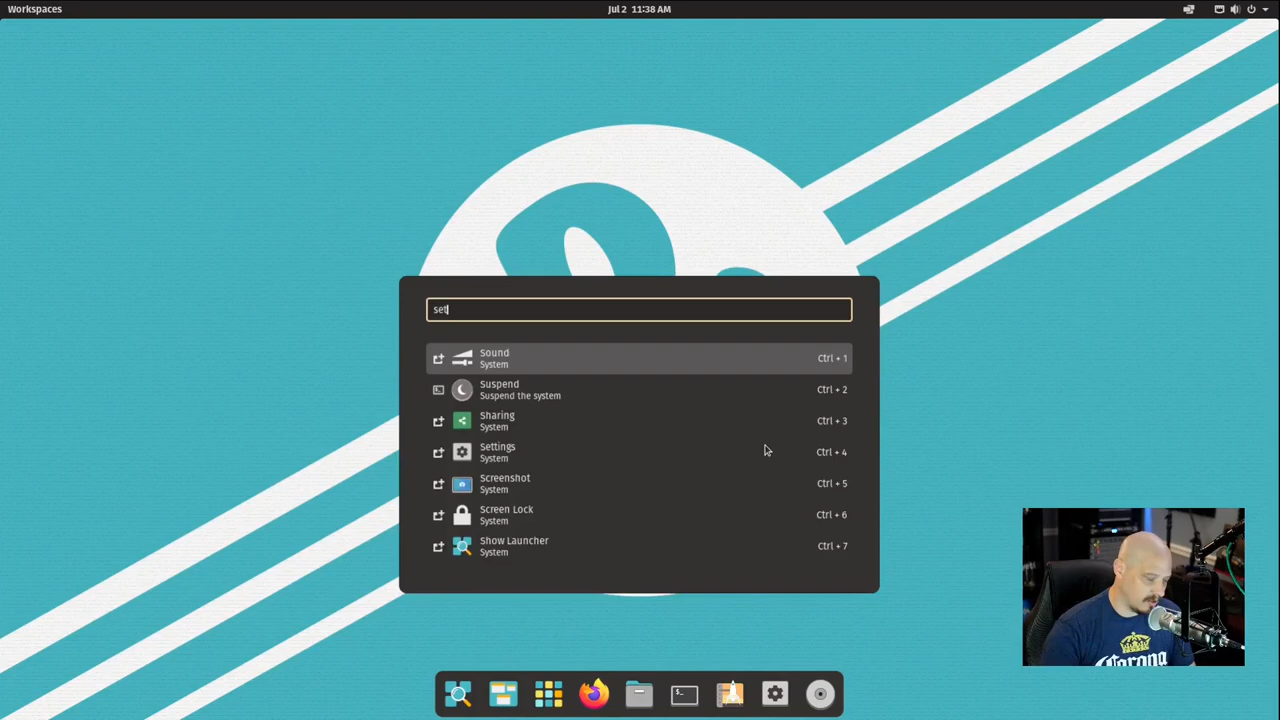 Workspaces
Jul 2 11:38 AM
set
Sound
System
Ctrl + 1
Suspend
Suspend the system
Ctrl + 2
Sharing
System
Ctrl + 3
Settings
System
Ctrl + 4
Screenshot
System
Ctrl + 5
Screen Lock
System
Ctrl + 6
Show Launcher
System
Ctrl + 7
Corona